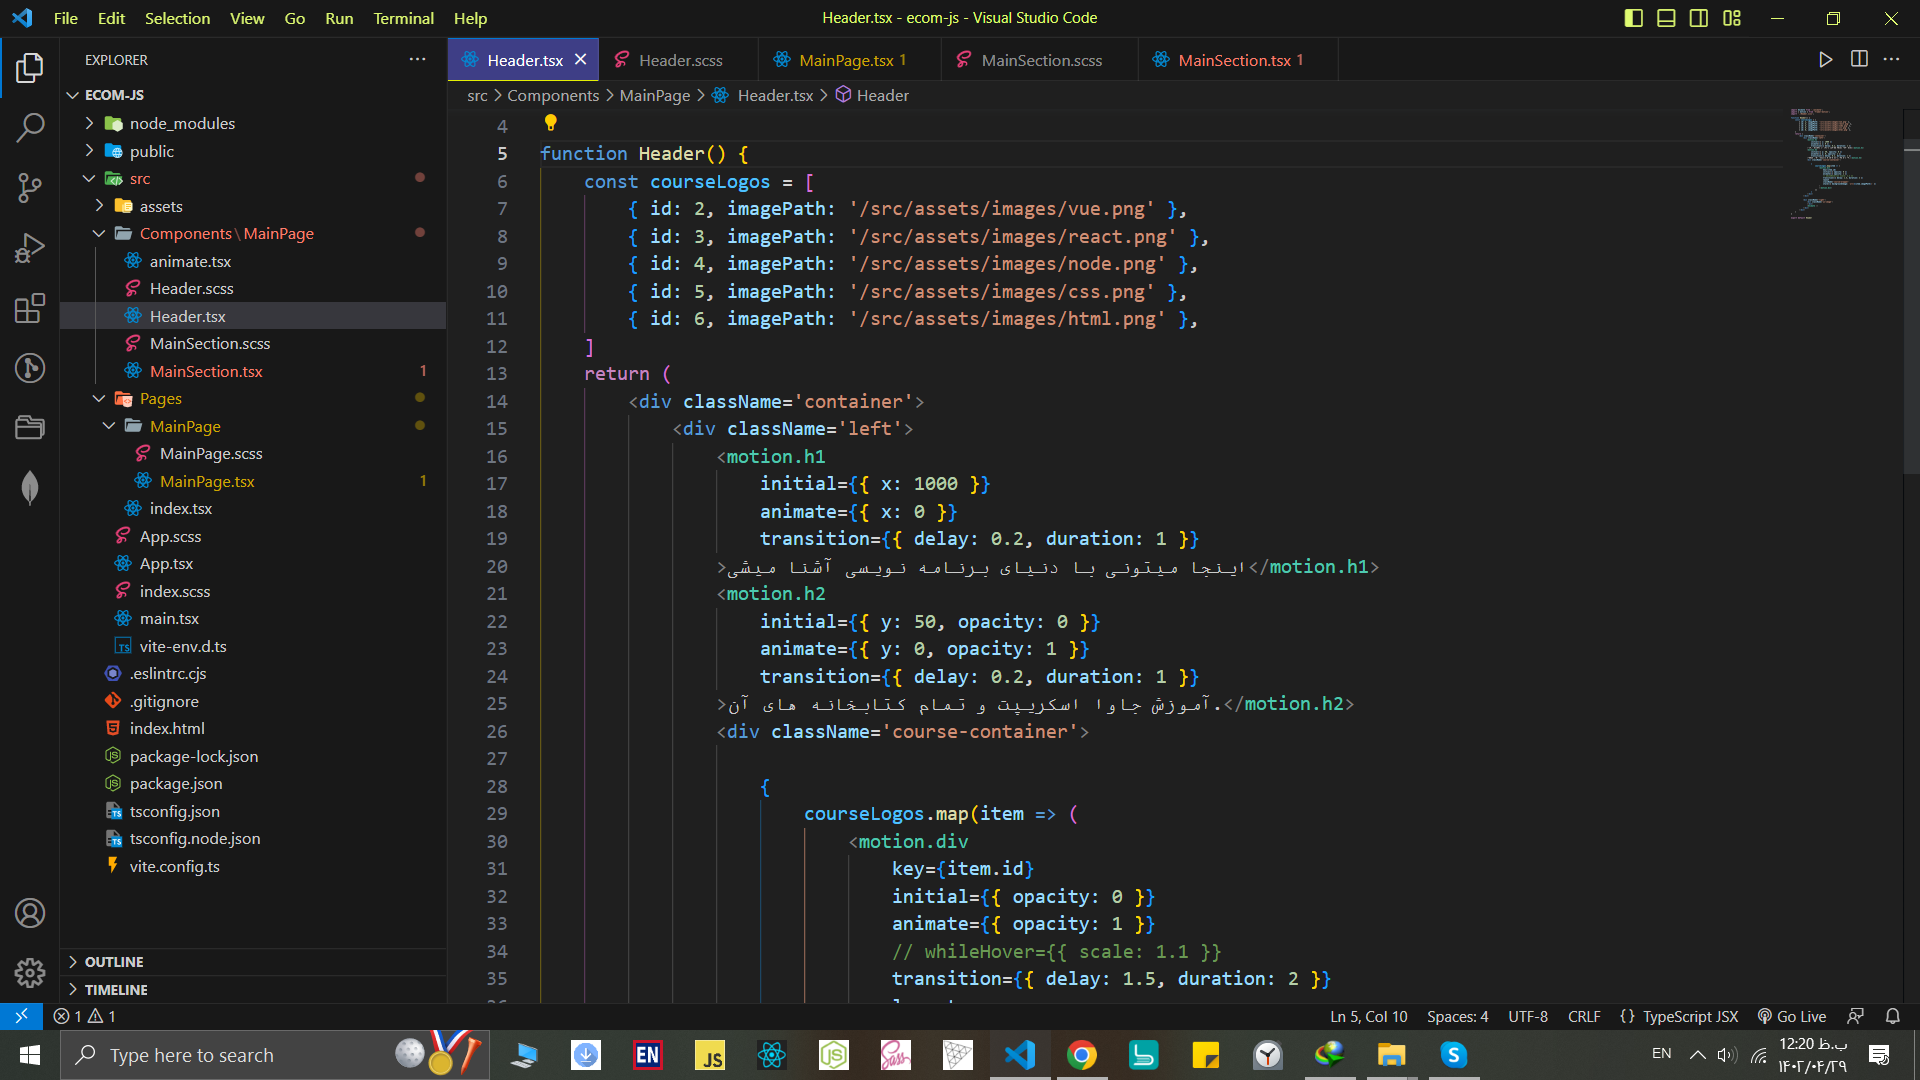 File Edit Selection View Go Run Terminal Help
Header.tsx - ecom-js - Visual Studio Code
EXPLORER
ECOM-JS
node_modules
public
src
assets
Components\MainPage
animate.tsx
Header.scss
Header.tsx
MainSection.scss
MainSection.tsx 1
Pages
MainPage
MainPage.scss
MainPage.tsx 1
index.tsx
App.scss
App.tsx
index.scss
main.tsx
vite-env.d.ts
.eslintrc.cjs
.gitignore
index.html
package-lock.json
package.json
tsconfig.json
tsconfig.node.json
vite.config.ts
OUTLINE
TIMELINE
Header.tsx Header.scss MainPage.tsx 1 MainSection.scss MainSection.tsx 1
src > Components > MainPage > Header.tsx > Header
4
5 function Header() {
6 const courseLogos = [
7 { id: 2, imagePath: '/src/assets/images/vue.png' },
8 { id: 3, imagePath: '/src/assets/images/react.png' },
9 { id: 4, imagePath: '/src/assets/images/node.png' },
10 { id: 5, imagePath: '/src/assets/images/css.png' },
11 { id: 6, imagePath: '/src/assets/images/html.png' },
12 ]
13 return (
14 <div className='container'>
15 <div className='left'>
16 <motion.h1
17 initial={{ x: 1000 }}
18 animate={{ x: 0 }}
19 transition={{ delay: 0.2, duration: 1 }}
20 >اینجا میتونی با دنیای برنامه نویسی آشنا میشی</motion.h1>
21 <motion.h2
22 initial={{ y: 50, opacity: 0 }}
23 animate={{ y: 0, opacity: 1 }}
24 transition={{ delay: 0.2, duration: 1 }}
25 >آموزش جاوا اسکریپت و تمام کتابخانه های آن.</motion.h2>
26 <div className='course-container'>
27
28 {
29 courseLogos.map(item => (
30 <motion.div
31 key={item.id}
32 initial={{ opacity: 0 }}
33 animate={{ opacity: 1 }}
34 // whileHover={{ scale: 1.1 }}
35 transition={{ delay: 1.5, duration: 2 }}
1 1 Ln 5, Col 10 Spaces: 4 UTF-8 CRLF {} TypeScript JSX Go Live
Type here to search
EN JS TS
EN
12:20 ب.ظ
۱۴۰۲/۰۴/۲۹